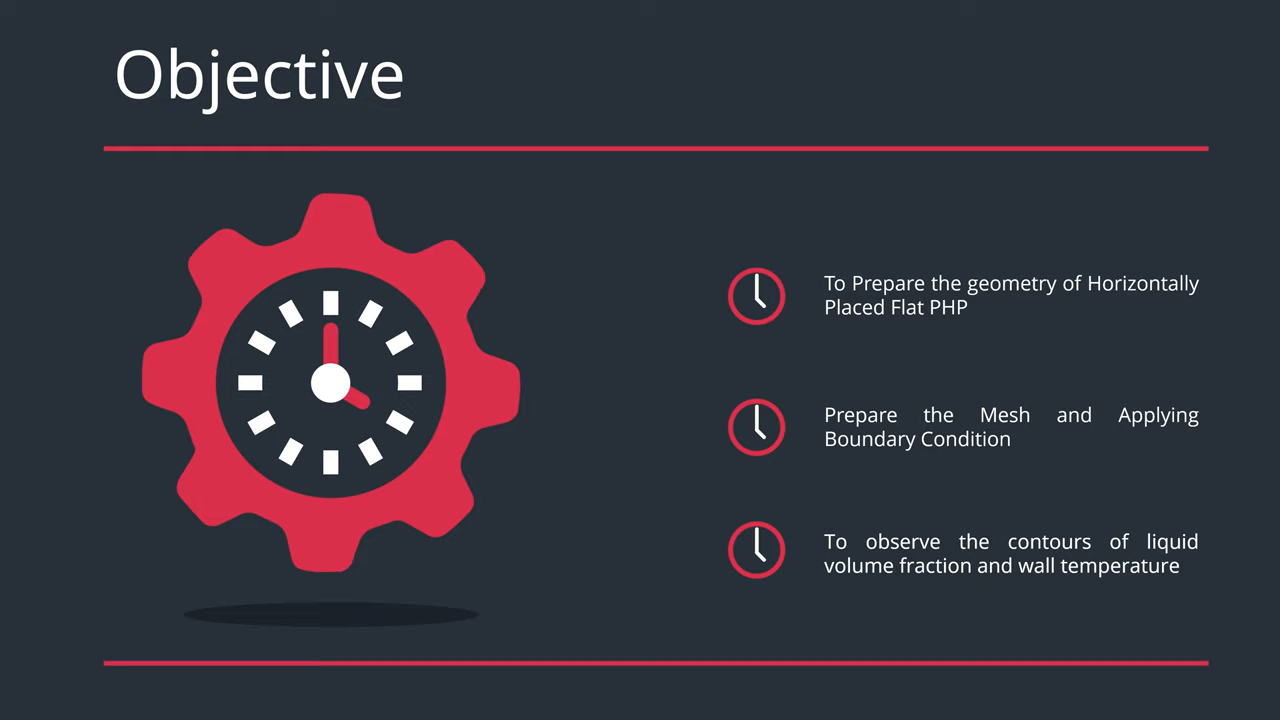 Objective
To Prepare the geometry of Horizontally
Placed Flat PHP
Prepare the Mesh and Applying
Boundary Condition
To observe the contours of liquid
volume fraction and wall temperature